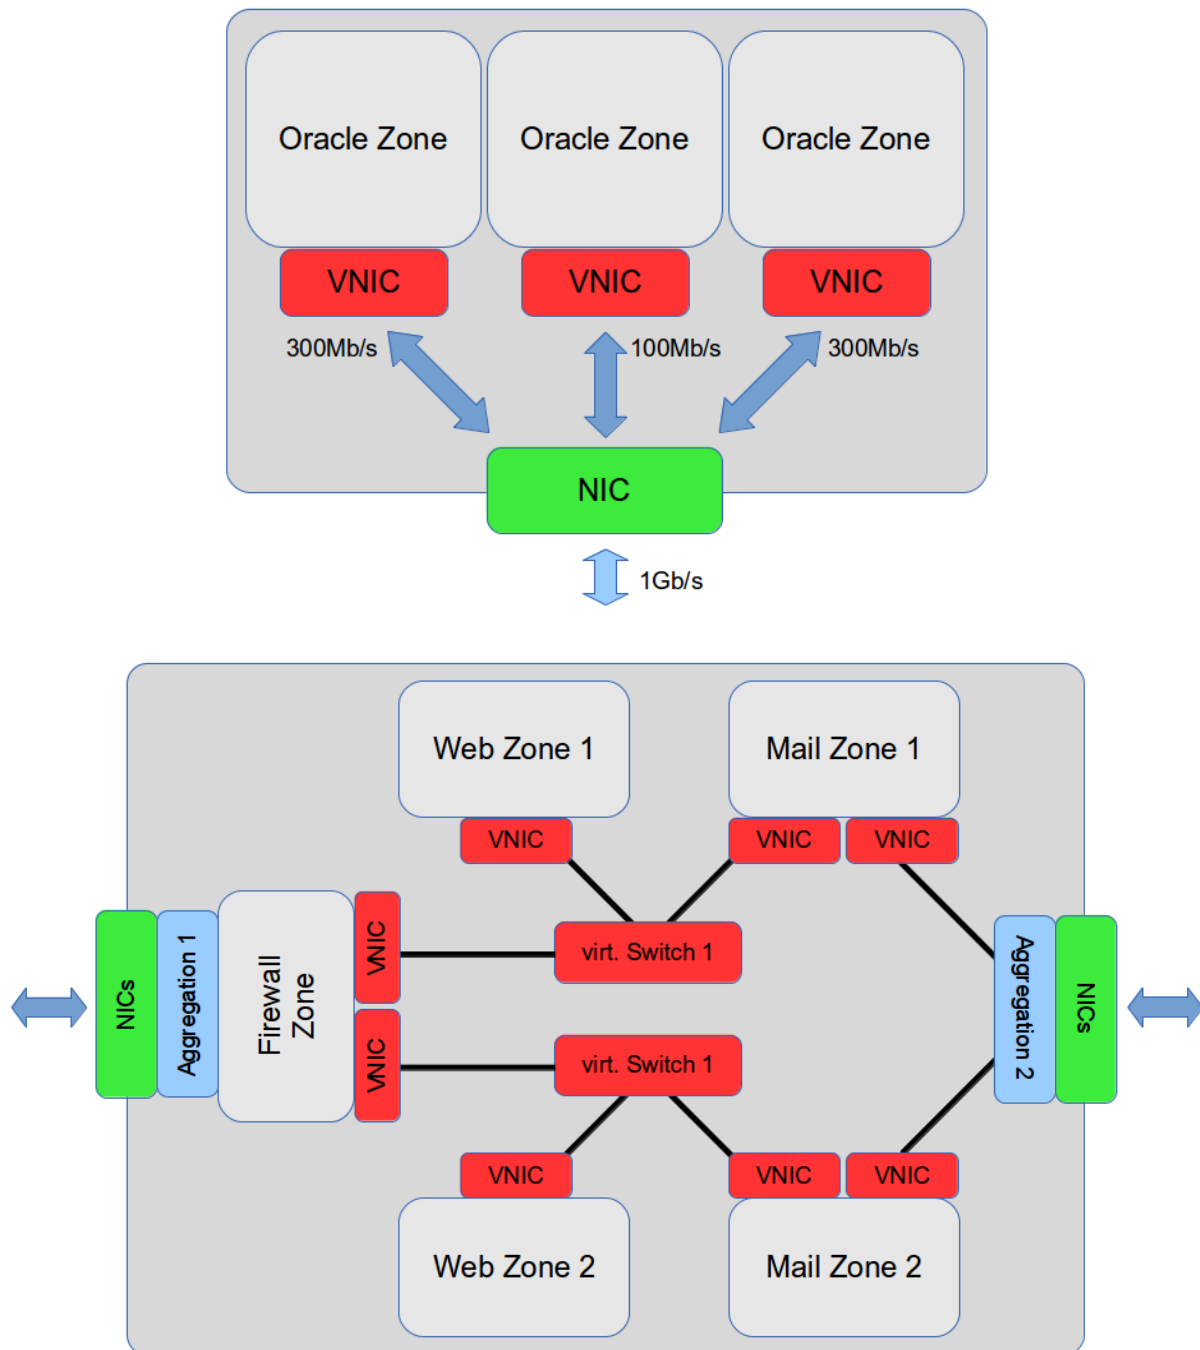 Oracle Zone
Oracle Zone
Oracle Zone
VNIC
VNIC
VNIC
300Mb/s
100Mb/s
300Mb/s
NIC
1Gb/s
Web Zone 1
Mail Zone 1
VNIC
VNIC
VNIC
NICs
Aggregation 1
Firewall
Zone
VNIC
VNIC
virt. Switch 1
virt. Switch 1
Aggregation 2
NICs
VNIC
VNIC
VNIC
Web Zone 2
Mail Zone 2